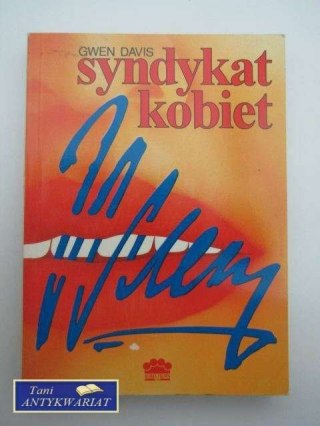 GWEN DAVIS
syndykat
kobiet
Tani
ANTYKWARIAT